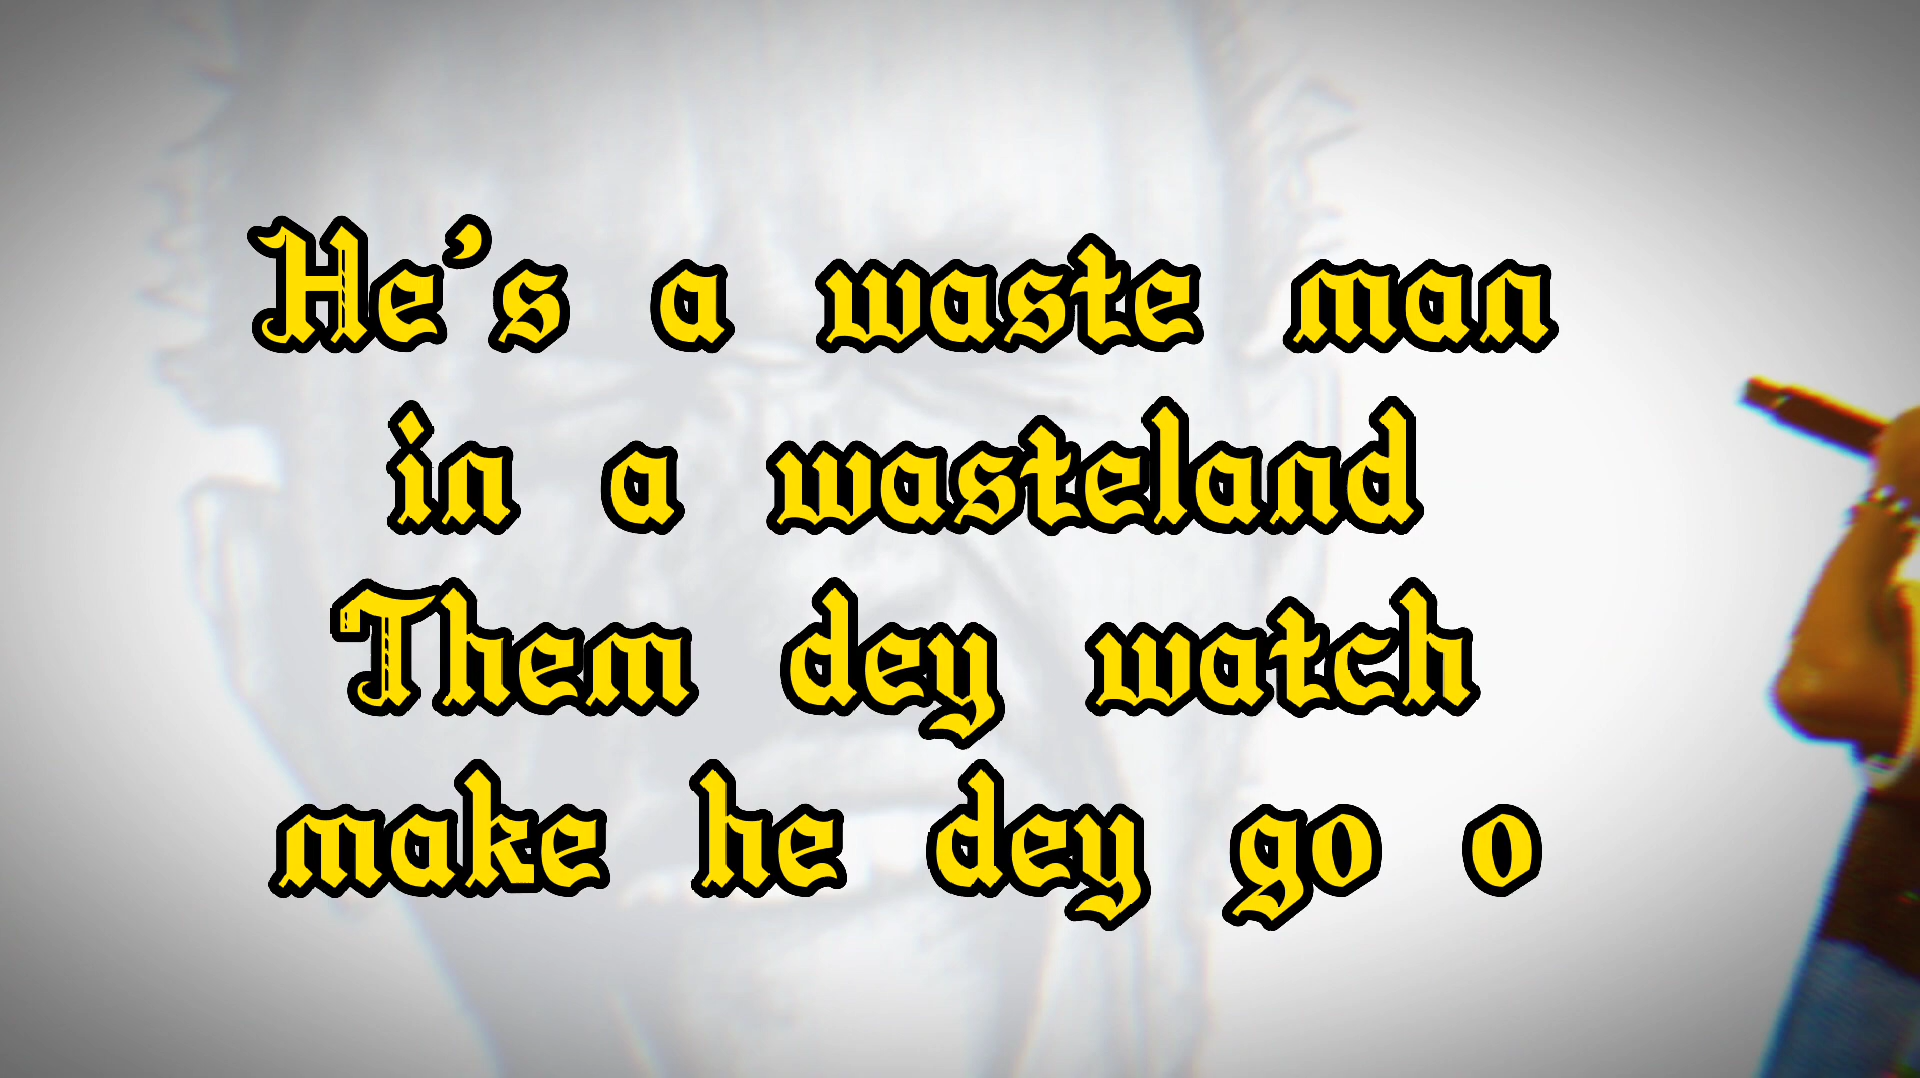 He's a waste man
in a wasteland
Them dey watch
make he dey go o